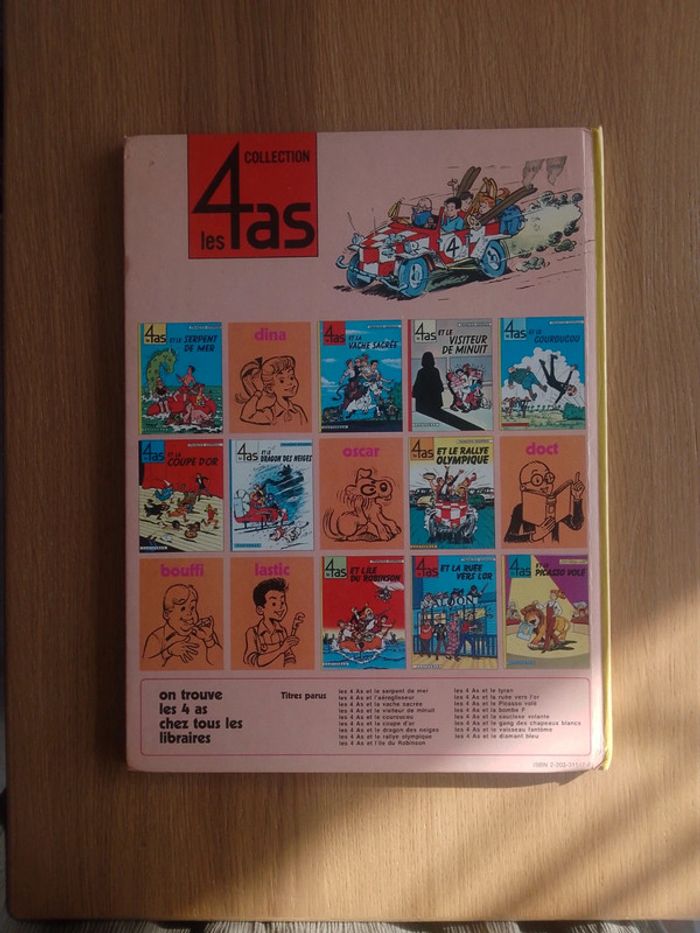 COLLECTION
les 4 as
4
4 as ET LE SERPENT DE MER
dina
4 as ET LA VACHE SACRÉE
4 as ET LE VISITEUR DE MINUIT
4 as ET LE COUROUCOU
4 as ET LA COUPE D'OR
4 as ET LE DRAGON DES NEIGES
oscar
4 as ET LE RALLYE OLYMPIQUE
doct
bouffi
lastic
4 as ET L'ILE DU ROBINSON
4 as ET LA RUÉE VERS L'OR
SALOON
4 as ET LE PICASSO VOLÉ
on trouve
les 4 as
chez tous les
libraires
Titres parus
les 4 As et le serpent de mer
les 4 As et l'aéroglisseur
les 4 As et la vache sacrée
les 4 As et le visiteur de minuit
les 4 As et le couroucou
les 4 As et la coupe d'or
les 4 As et le dragon des neiges
les 4 As et le rallye olympique
les 4 As et l'île du Robinson
les 4 As et le tyran
les 4 As et la ruée vers l'or
les 4 As et le Picasso volé
les 4 As et la bombe F
les 4 As et la saucisse volante
les 4 As et le gang des chapeaux blancs
les 4 As et le vaisseau fantôme
les 4 As et le diamant bleu
ISBN